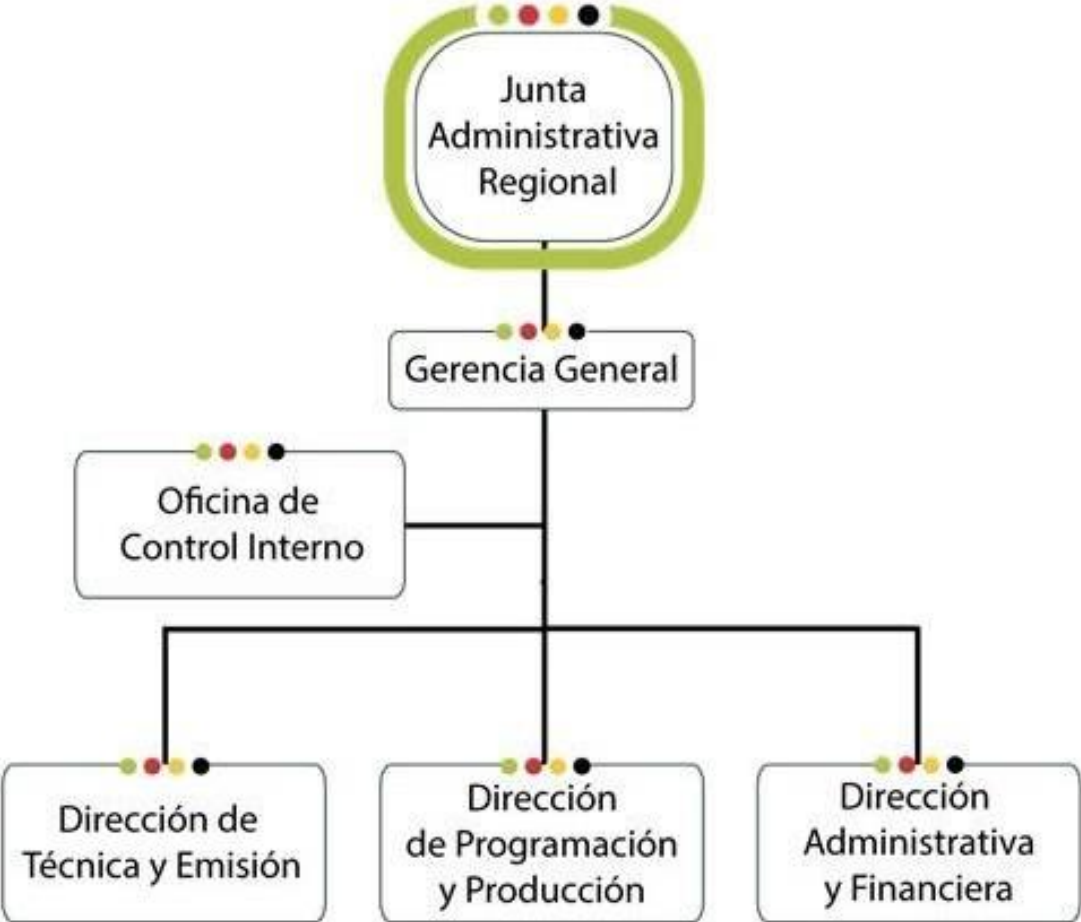 Junta
Administrativa
Regional
Gerencia General
Oficina de
Control Interno
Dirección de
Técnica y Emisión
Dirección
de Programación
y Producción
Dirección
Administrativa
y Financiera